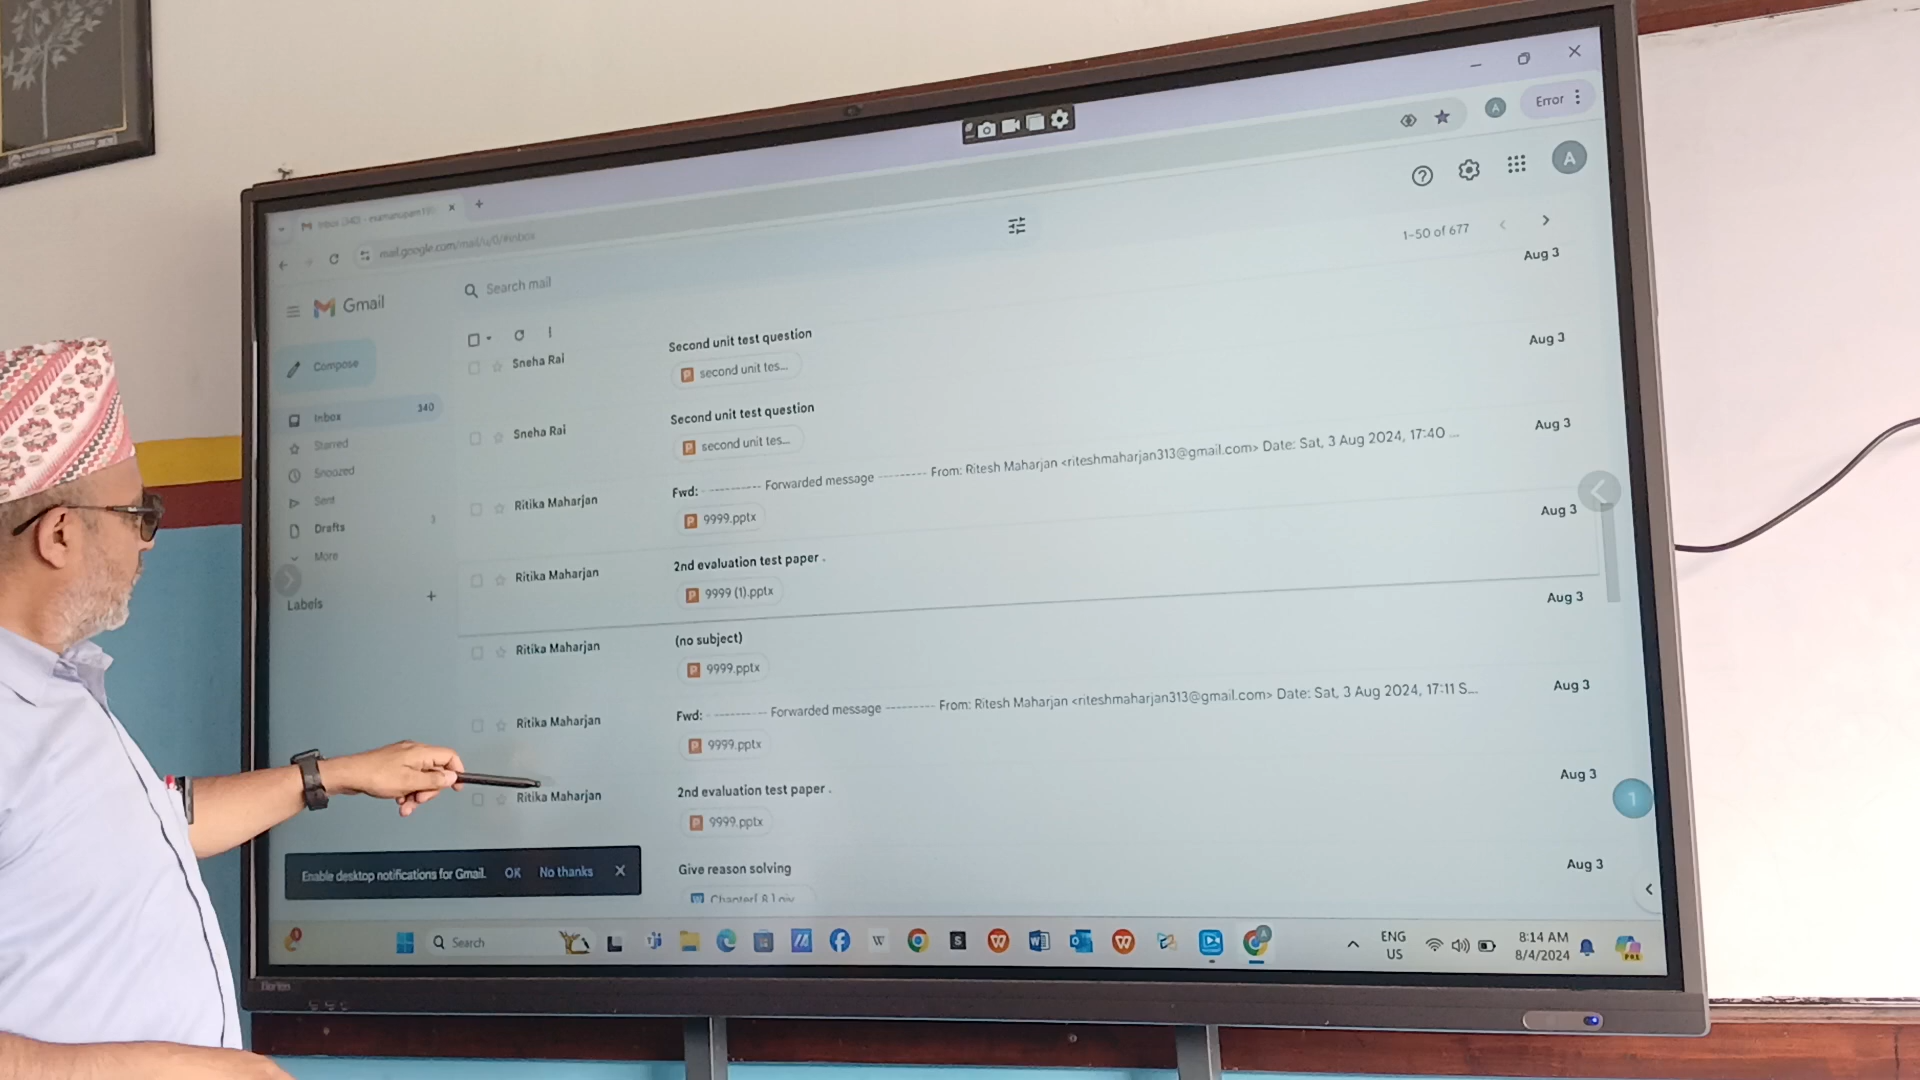 Error
mail.google.com/mail/u/0/#inbox
A
Gmail
Search mail
1-50 of 677
Compose
Inbox 340
Starred
Snoozed
Sent
Drafts 3
More
Labels
Aug 3
Sneha Rai Second unit test question
second unit tes...
Aug 3
Sneha Rai Second unit test question
second unit tes...
Aug 3
Ritika Maharjan Fwd: ---------- Forwarded message --------- From: Ritesh Maharjan <riteshmaharjan313@gmail.com> Date: Sat, 3 Aug 2024, 17:40 ...
9999.pptx
Aug 3
Ritika Maharjan 2nd evaluation test paper .
9999 (1).pptx
Aug 3
Ritika Maharjan (no subject)
9999.pptx
Aug 3
Ritika Maharjan Fwd: ---------- Forwarded message --------- From: Ritesh Maharjan <riteshmaharjan313@gmail.com> Date: Sat, 3 Aug 2024, 17:11 S...
9999.pptx
Aug 3
Ritika Maharjan 2nd evaluation test paper .
9999.pptx
Aug 3
Give reason solving
1
Enable desktop notifications for Gmail. OK No thanks
Search
ENG
US
8:14 AM
8/4/2024